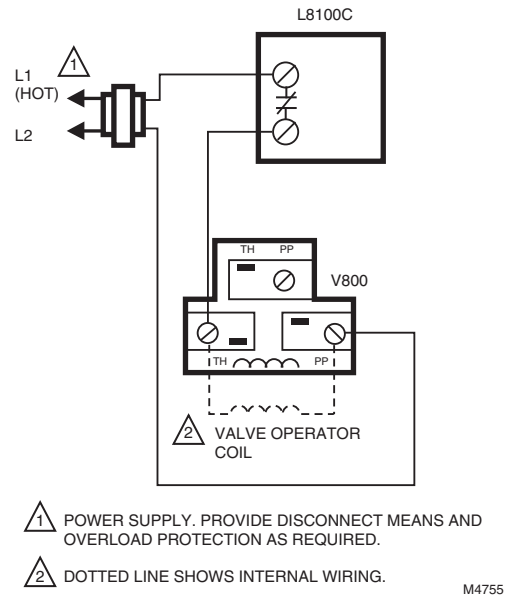 L8100C
1
L1
(HOT)
L2
TH PP
V800
TH PP
2 VALVE OPERATOR
COIL
1 POWER SUPPLY. PROVIDE DISCONNECT MEANS AND
OVERLOAD PROTECTION AS REQUIRED.
2 DOTTED LINE SHOWS INTERNAL WIRING.
M4755